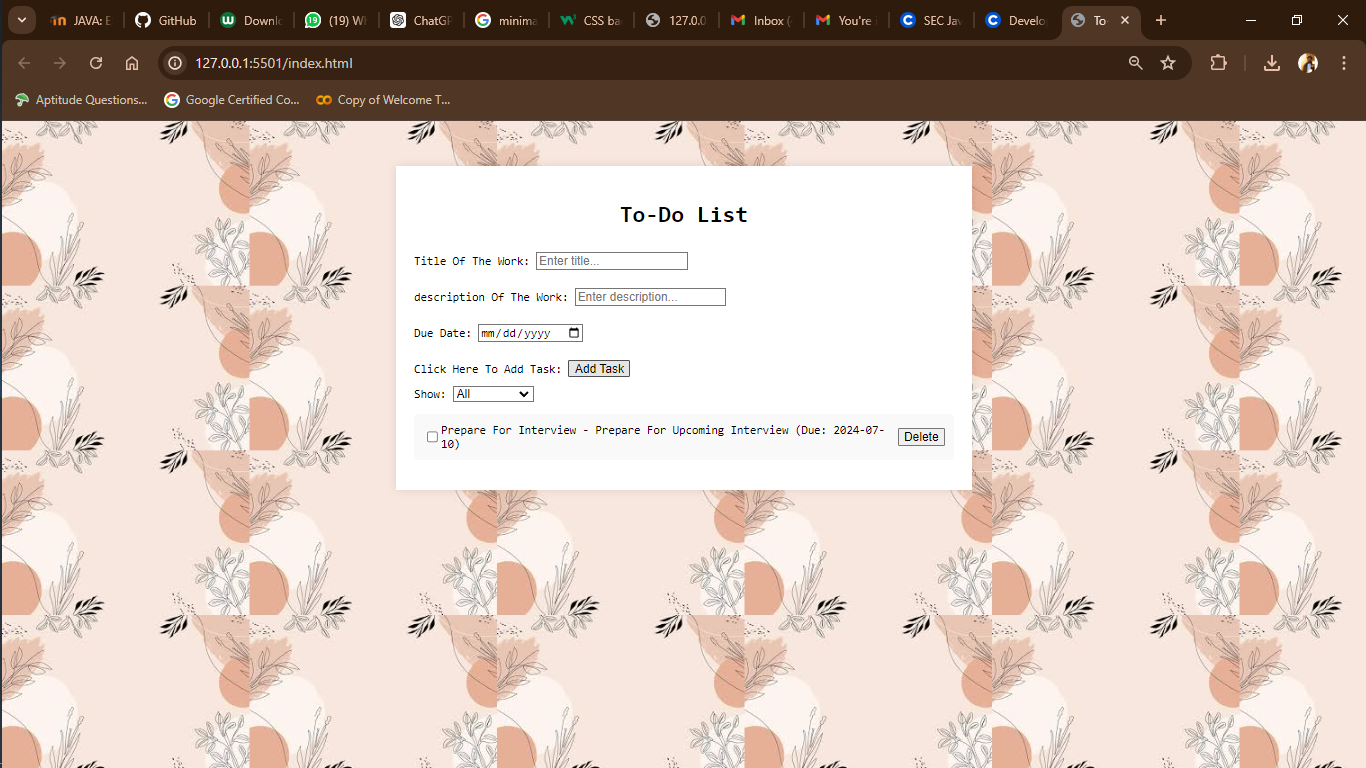 JAVA: E
GitHub
Downl
19
(19) Wh
ChatGP
minima
CSS ba
127.0.0
Inbox (
You're
SEC Jav
Develo
To
127.0.0.1:5501/index.html
Aptitude Questions...
Google Certified Co...
Copy of Welcome T...
To-Do List
Title Of The Work: Enter title...
description Of The Work: Enter description...
Due Date: mm/dd/yyyy
Click Here To Add Task: Add Task
Show: All
Prepare For Interview - Prepare For Upcoming Interview (Due: 2024-07-
10)
Delete